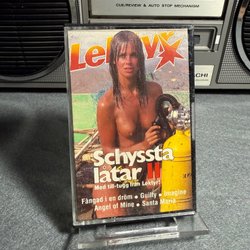 CUE/REVIEW & AUTO STOP MECHANISM
HITACHI
Lektyr
Schyssta
låtar II
Med till-tugg från Lektyr!
Fångad i en dröm ● Guilty ● Imagine
Angel of Mine ● Santa Maria